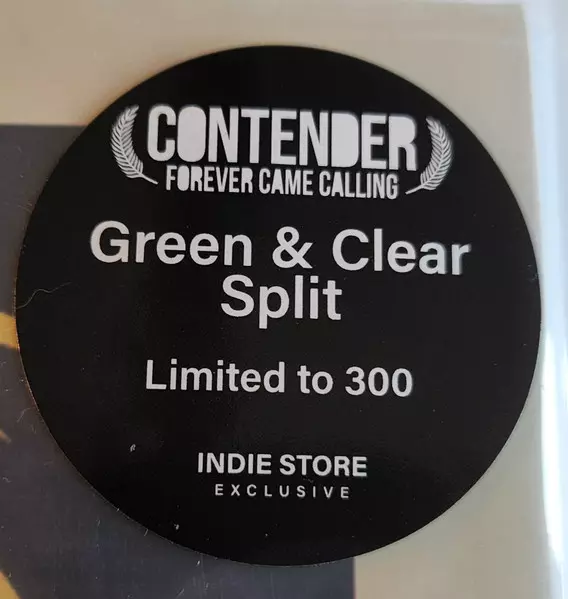 CONTENDER
FOREVER CAME CALLING
Green & Clear
Split
Limited to 300
INDIE STORE
EXCLUSIVE